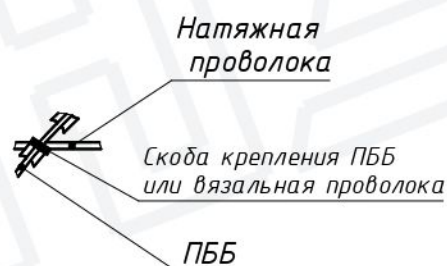 Натяжная
проволока
Скоба крепления ПББ
или вязальная проволока
ПББ